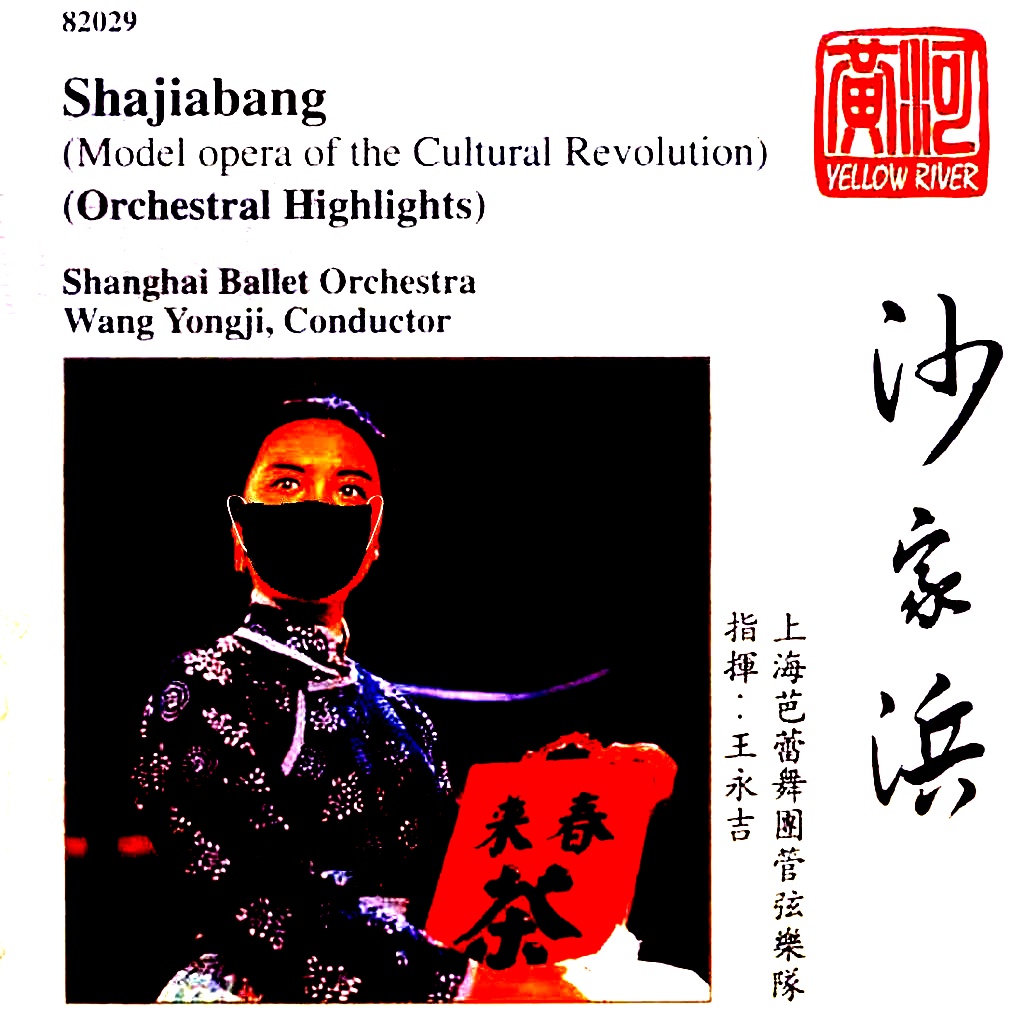 82029
Shajiabang
(Model opera of the Cultural Revolution)
(Orchestral Highlights)
Shanghai Ballet Orchestra
Wang Yongji, Conductor
黃河
YELLOW RIVER
沙家浜
上海芭蕾舞團管弦樂隊
指揮：王永吉
春来
茶